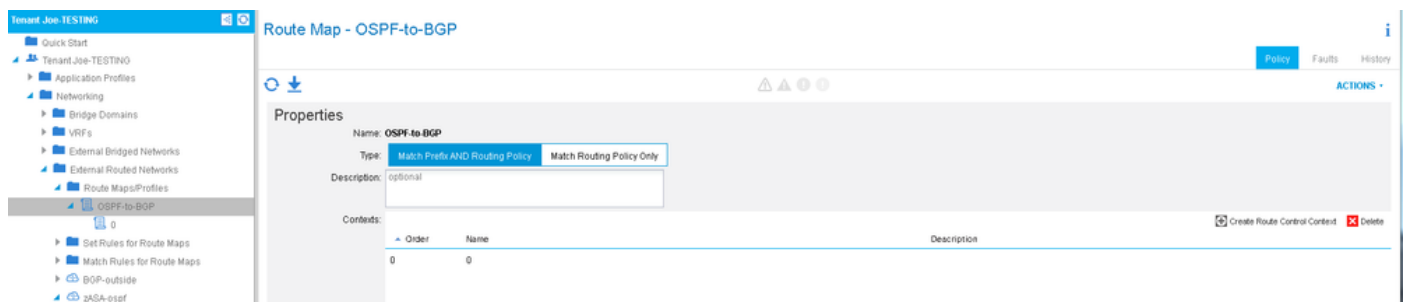 Tenant Joe-TESTING
Quick Start
Tenant Joe-TESTING
Application Profiles
Networking
Bridge Domains
VRFs
External Bridged Networks
External Routed Networks
Route Maps/Profiles
OSPF-to-BGP
0
Set Rules for Route Maps
Match Rules for Route Maps
BGP-outside
zASA-ospf
Route Map - OSPF-to-BGP
i
Policy Faults History
ACTIONS
Properties
Name: OSPF-to-BGP
Type: Match Prefix AND Routing Policy Match Routing Policy Only
Description: optional
Contexts:
Create Route Control Context Delete
Order Name Description
0 0